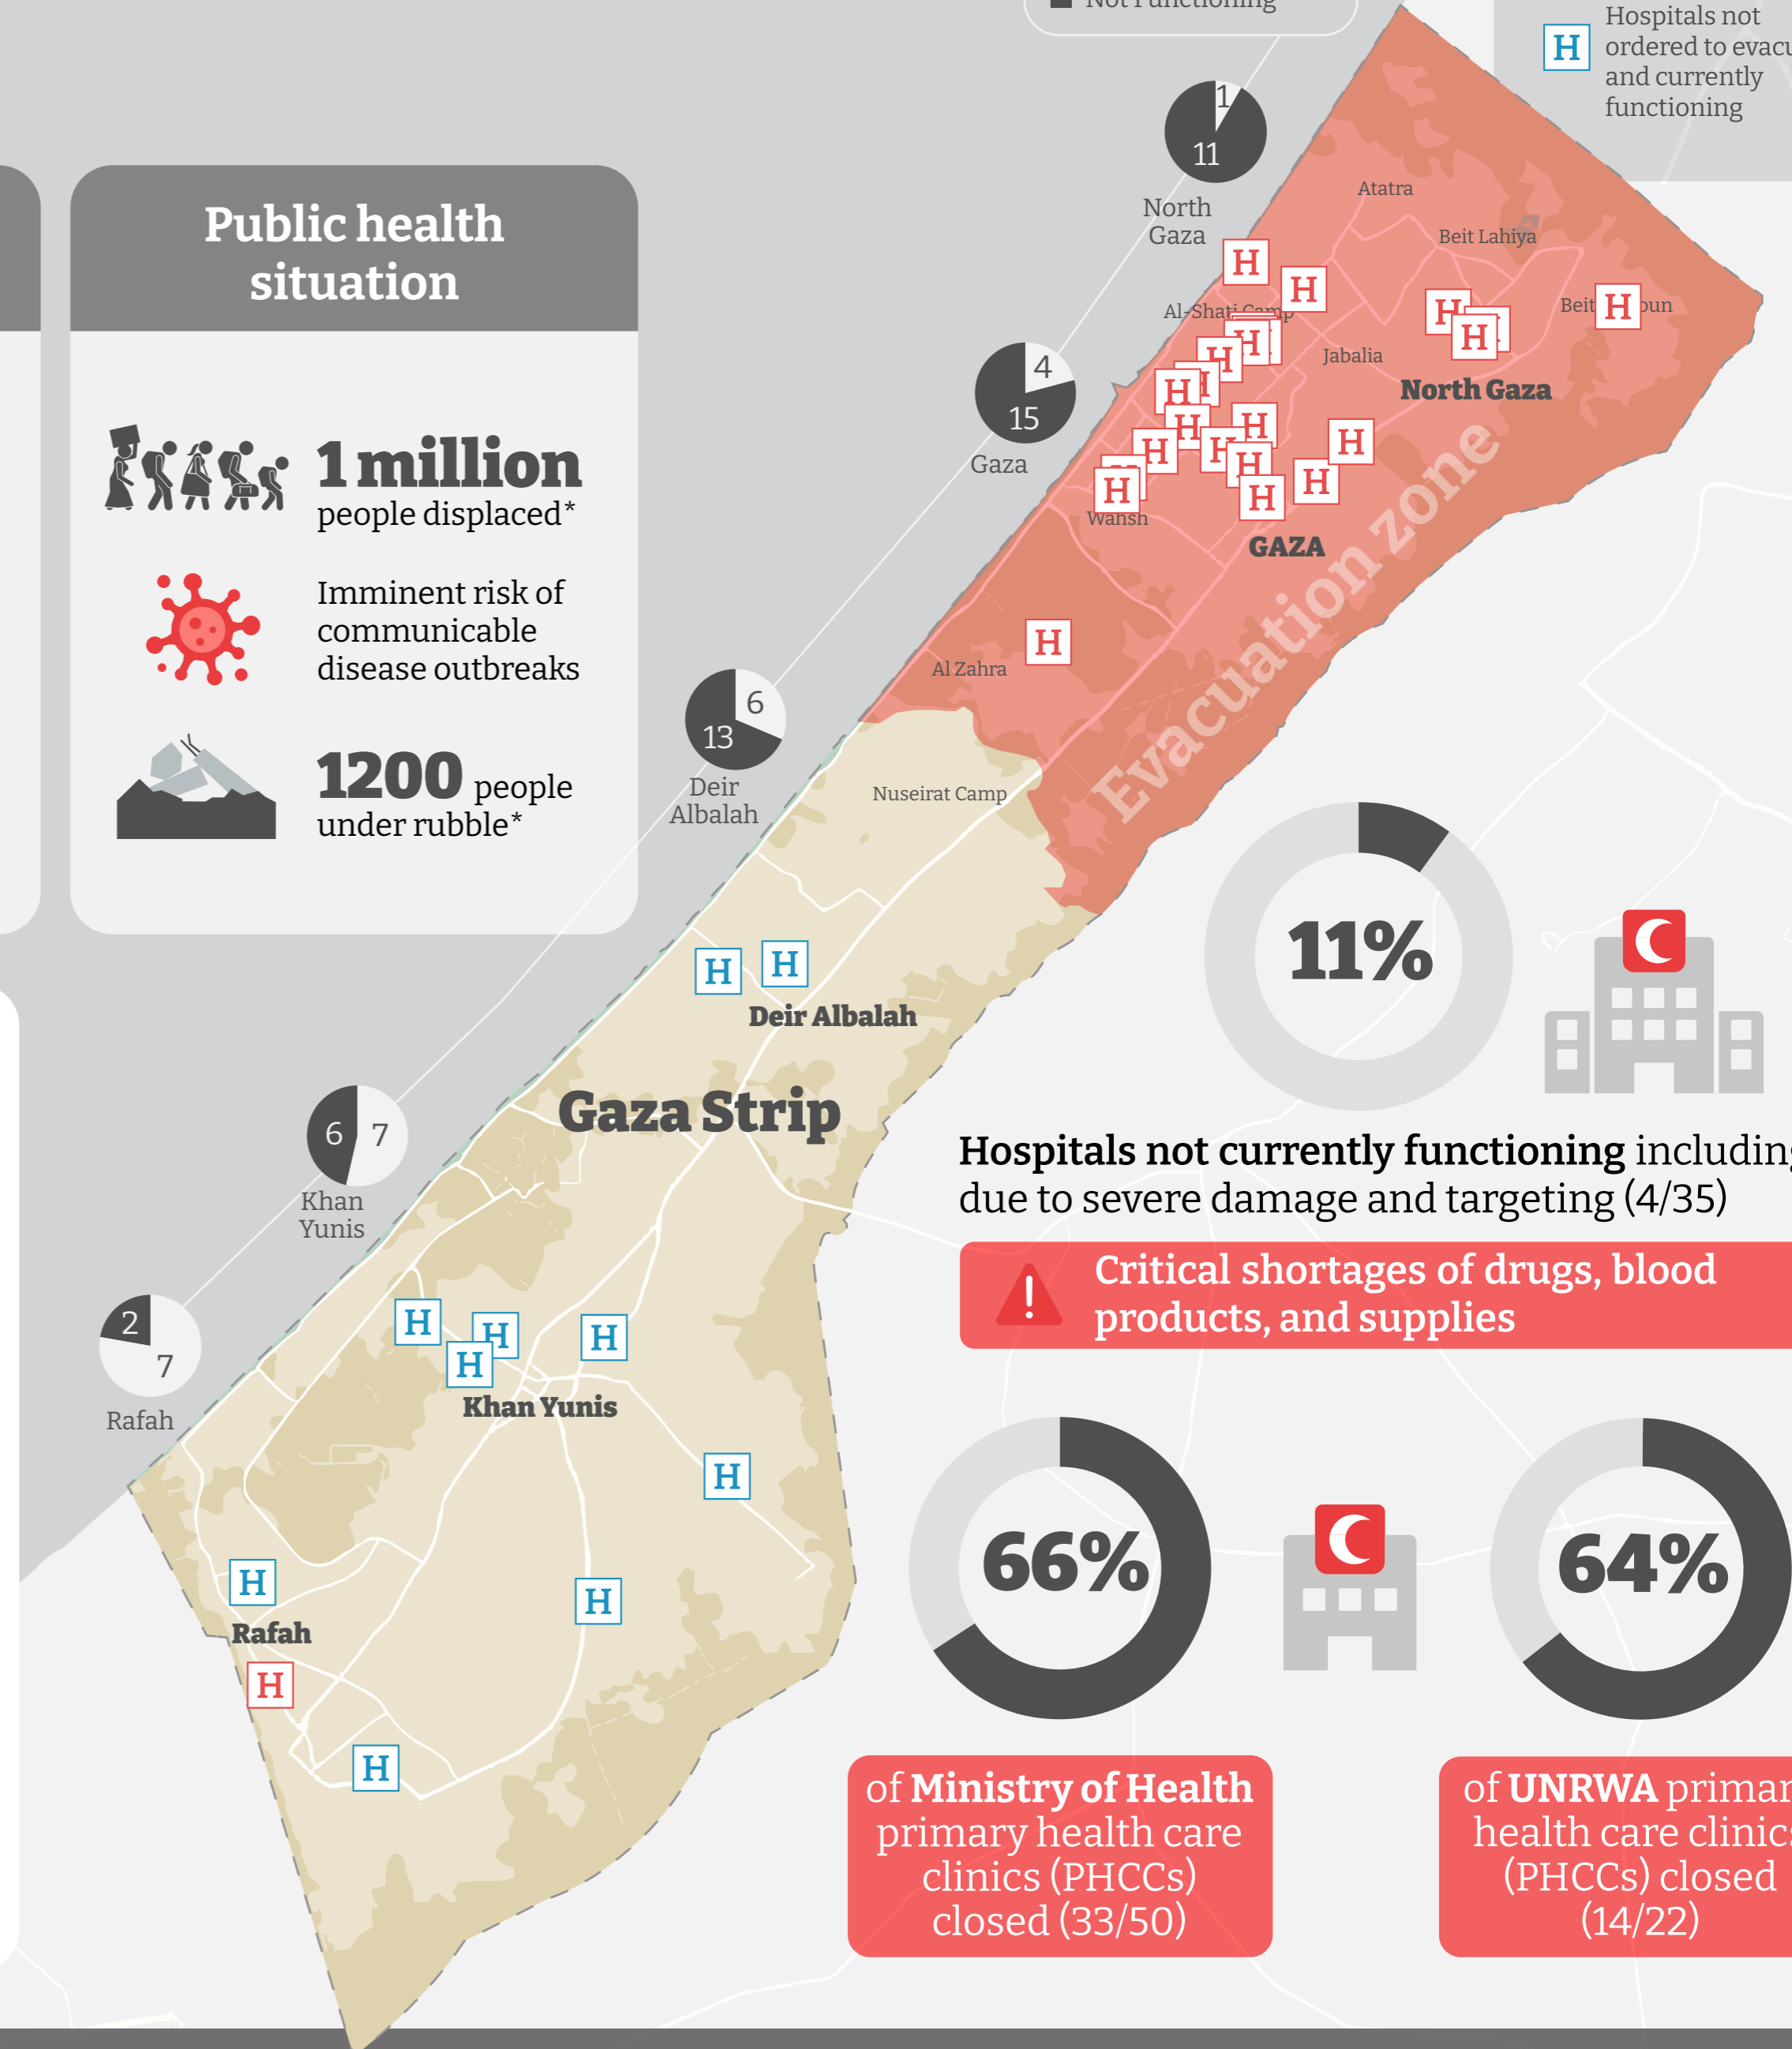 Not Functioning
Hospitals not
ordered to
and currently
functioning
H
Public health
situation
1 million
people displaced*
Imminent risk of
communicable
disease outbreaks
1200 people
under rubble*
1
11
North
Gaza
4
15
Gaza
6
13
Deir
Albalah
6
7
Khan
Yunis
2
7
Rafah
Atatra
Beit Lahiya
H
H
Al-Shati Camp
H
H
Beit
H
H
H
Jabalia
H
H
H
North Gaza
H
H
H
H
H
H
H
H
H
H
Wahsh
GAZA
Evacuation zone
H
Al Zahra
Nuseirat Camp
H
H
Deir Albalah
Gaza Strip
H
H
H
H
Khan Yunis
H
H
H
Rafah
H
H
11%
Hospitals not currently functioning including
due to severe damage and targeting (4/35)
!
Critical shortages of drugs, blood
products, and supplies
66%
of Ministry of Health
primary health care
clinics (PHCCs)
closed (33/50)
64%
of UNRWA
health care clinics
(PHCCs) closed
(14/22)